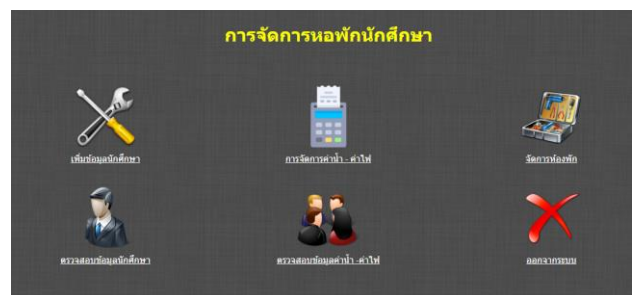 การจัดการหอพักนักศึกษา
เพิ่มข้อมูลนักศึกษา
การจัดการค่าน้ำ - ค่าไฟ
จัดการห้องพัก
ตรวจสอบข้อมูลนักศึกษา
ตรวจสอบข้อมูลค่าน้ำ -ค่าไฟ
ออกจากระบบ